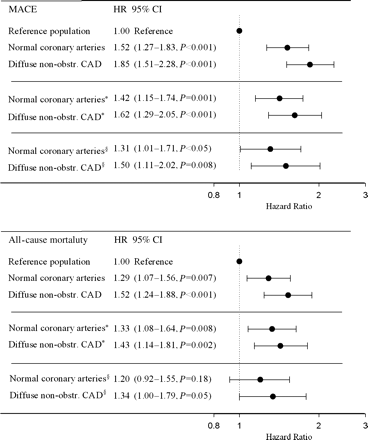 MACE HR 95% CI
Reference population 1.00 Reference
Normal coronary arteries 1.52 (1.27–1.83, P<0.001)
Diffuse non-obstr. CAD 1.85 (1.51–2.28, P<0.001)
Normal coronary arteries* 1.42 (1.15–1.74, P=0.001)
Diffuse non-obstr. CAD* 1.62 (1.29–2.05, P<0.001)
Normal coronary arteries§ 1.31 (1.01–1.71, P<0.05)
Diffuse non-obstr. CAD§ 1.50 (1.11–2.02, P=0.008)
0.8 1 2 3
Hazard Ratio
All-cause mortaluty HR 95% CI
Reference population 1.00 Reference
Normal coronary arteries 1.29 (1.07–1.56, P=0.007)
Diffuse non-obstr. CAD 1.52 (1.24–1.88, P<0.001)
Normal coronary arteries* 1.33 (1.08–1.64, P=0.008)
Diffuse non-obstr. CAD* 1.43 (1.14–1.81, P=0.002)
Normal coronary arteries§ 1.20 (0.92–1.55, P=0.18)
Diffuse non-obstr. CAD§ 1.34 (1.00–1.79, P=0.05)
0.8 1 2 3
Hazard Ratio